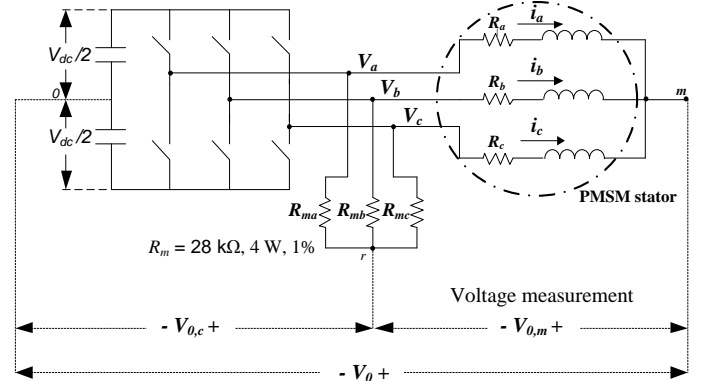 V_dc/2
0
V_dc/2
V_a
V_b
V_c
R_a
i_a
R_b
i_b
R_c
i_c
m
PMSM stator
R_ma
R_mb
R_mc
r
R_m = 28 kΩ, 4 W, 1%
Voltage measurement
- V_0,c +
- V_0,m +
- V_0 +